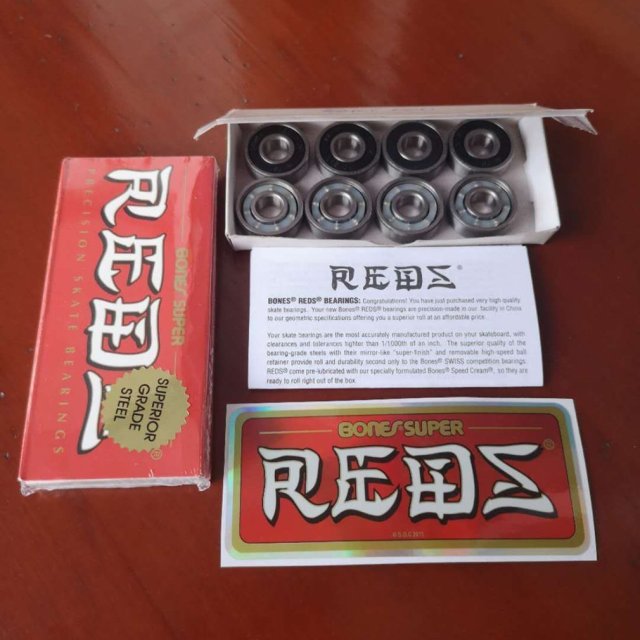 REDS
PRECISION SKATE BEARINGS
BONES SUPER
SUPERIOR
GRADE
STEEL®
REDS®
BONES® REDS® BEARINGS: Congratulations! You have just purchased very high quality
skate bearings. Your new Bones® REDS® bearings are precision-made in our facility in China
to our geometric specifications offering you a superior roll at an affordable price.
Your skate bearings are the most accurately manufactured product on your skateboard, with
clearances and tolerances tighter than 1/1000th of an inch. The superior quality of the
bearing-grade steels with their mirror-like "super-finish" and removable high-speed ball
retainer provide roll and durability second only to the Bones® SWISS competition bearings.
REDS® come pre-lubricated with our specially formulated Bones® Speed Cream®, so they are
ready to roll right out of the box.
BONES SUPER
REDS®